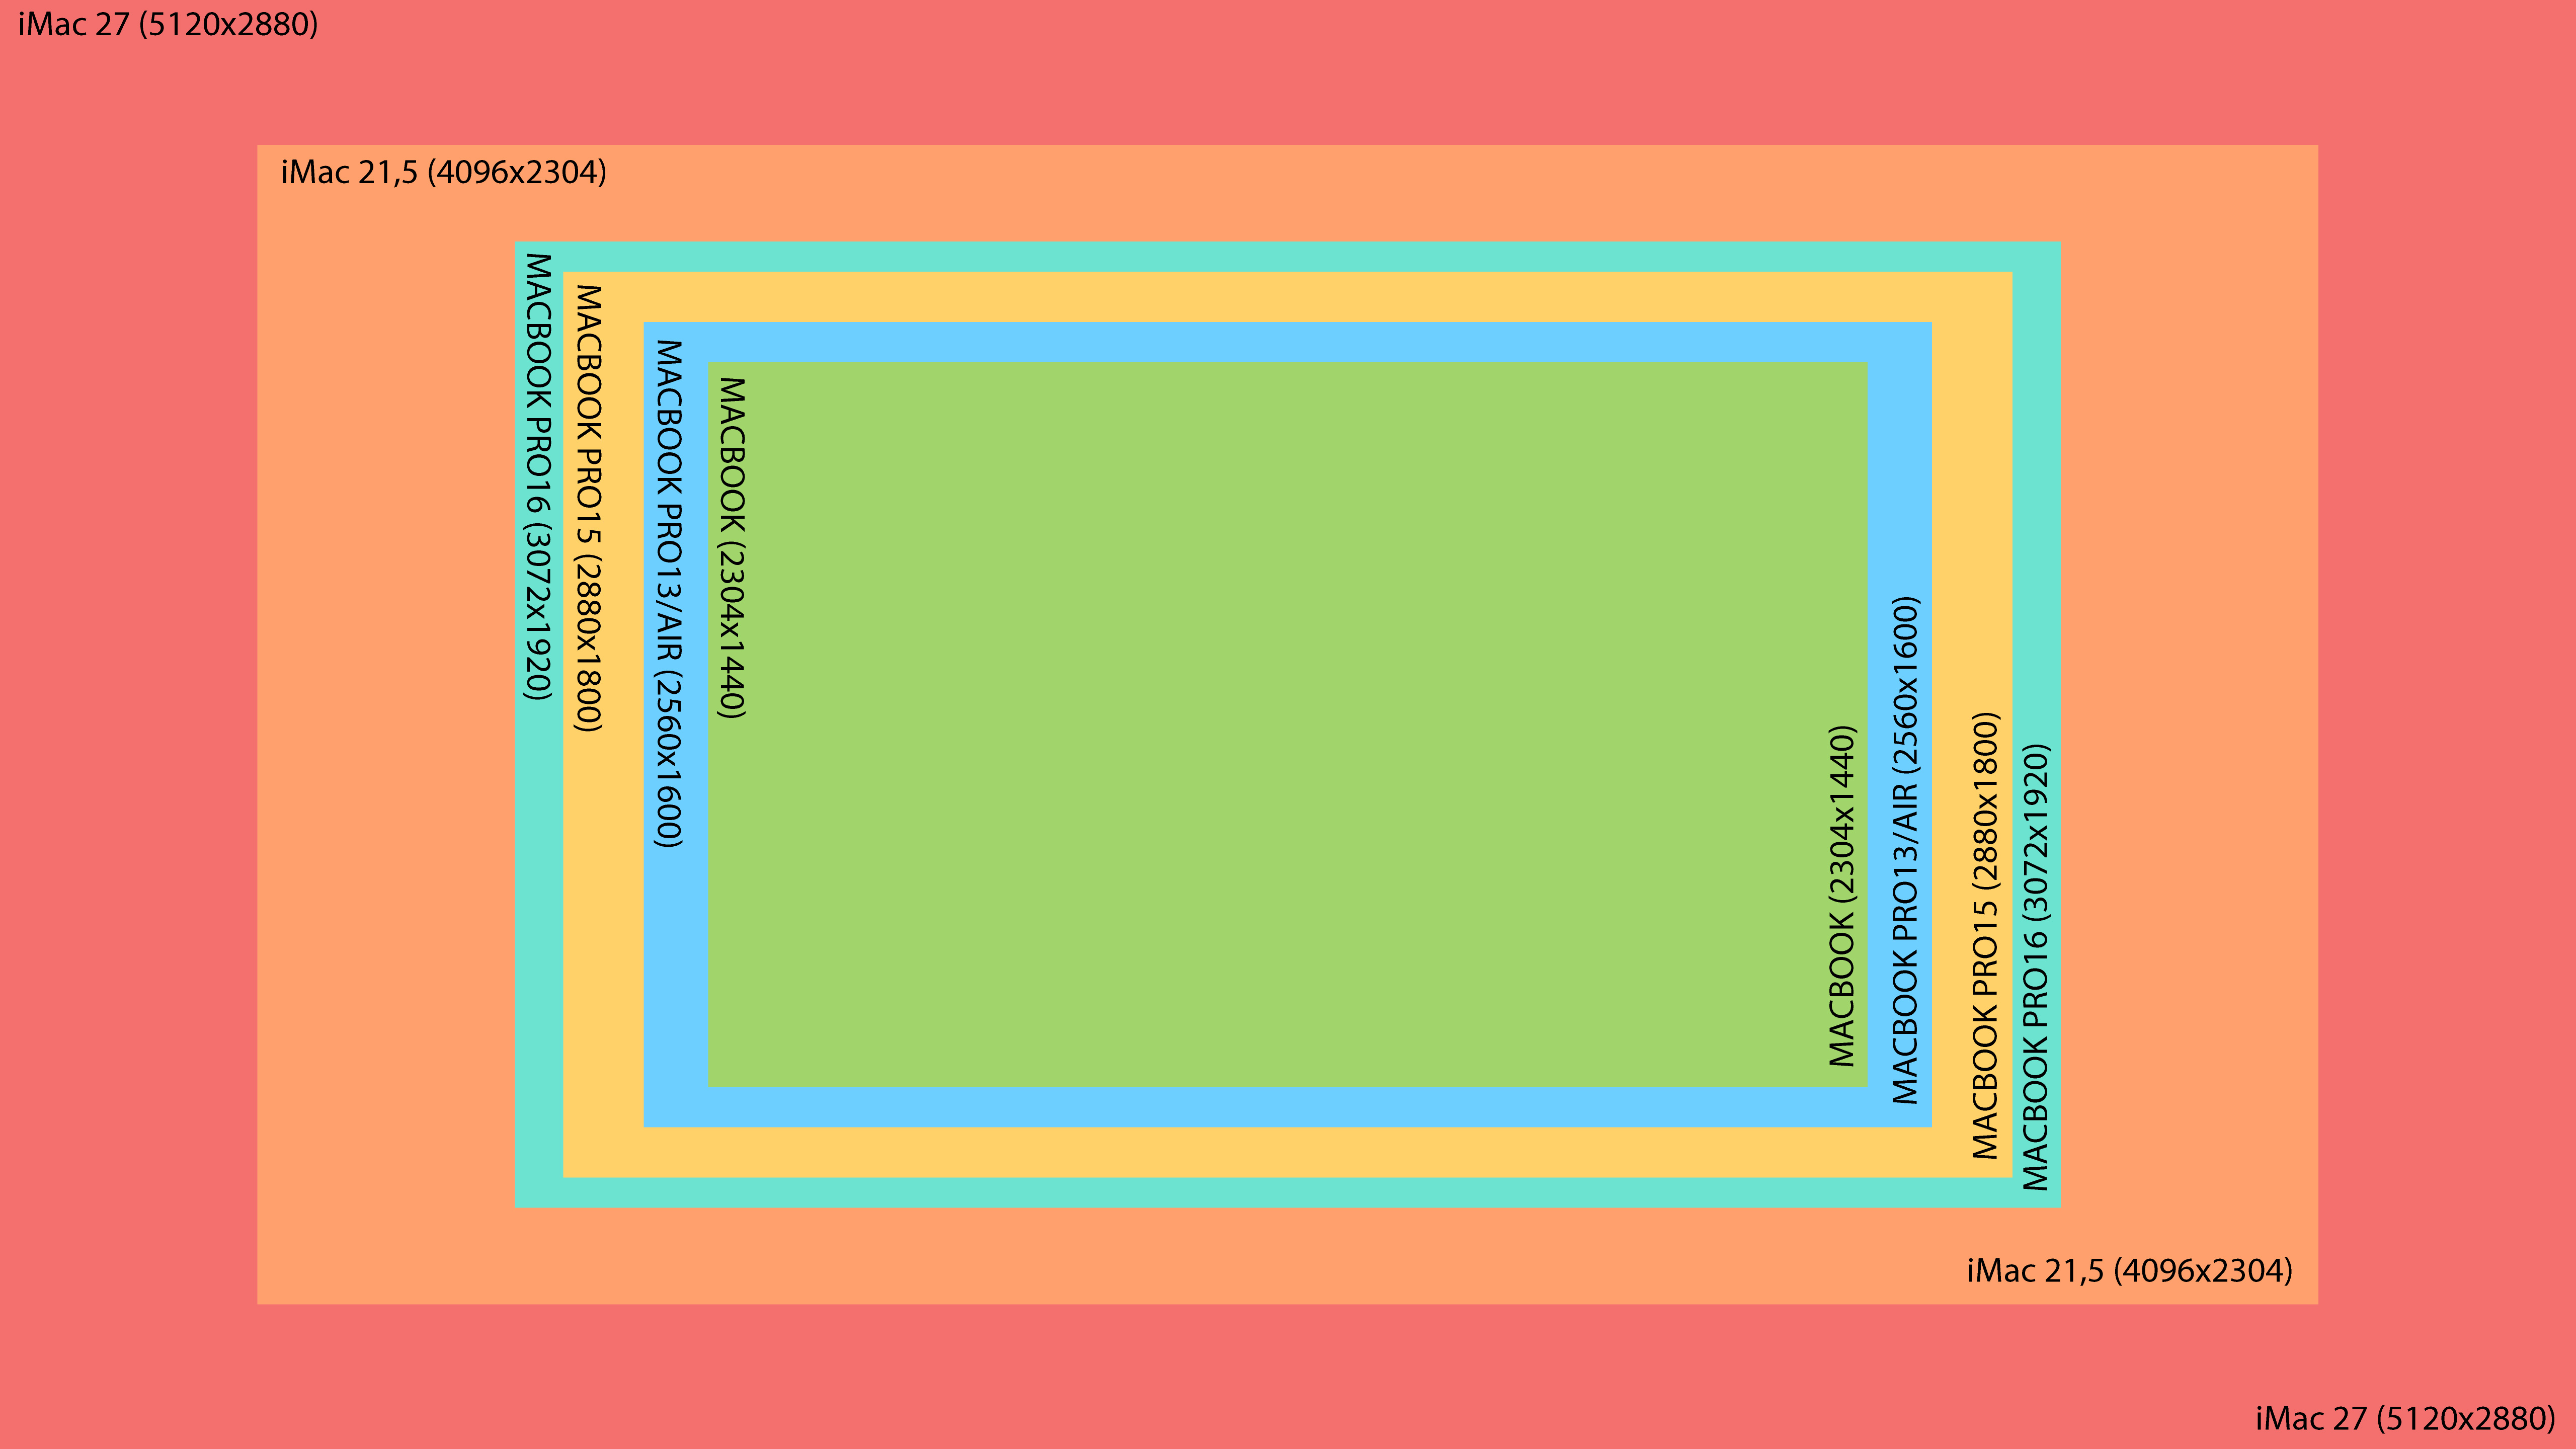 iMac 27 (5120x2880)
iMac 21,5 (4096x2304)
MACBOOK PRO16 (3072x1920)
MACBOOK PRO15 (2880x1800)
MACBOOK PRO13/AIR (2560x1600)
MACBOOK (2304x1440)
MACBOOK (2304x1440)
MACBOOK PRO13/AIR (2560x1600)
MACBOOK PRO15 (2880x1800)
MACBOOK PRO16 (3072x1920)
iMac 21,5 (4096x2304)
iMac 27 (5120x2880)